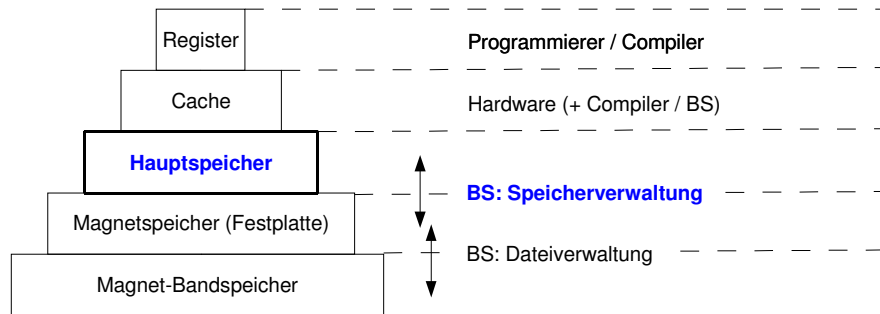 Register
Programmierer / Compiler
Cache
Hardware (+ Compiler / BS)
Hauptspeicher
BS: Speicherverwaltung
Magnetspeicher (Festplatte)
BS: Dateiverwaltung
Magnet-Bandspeicher